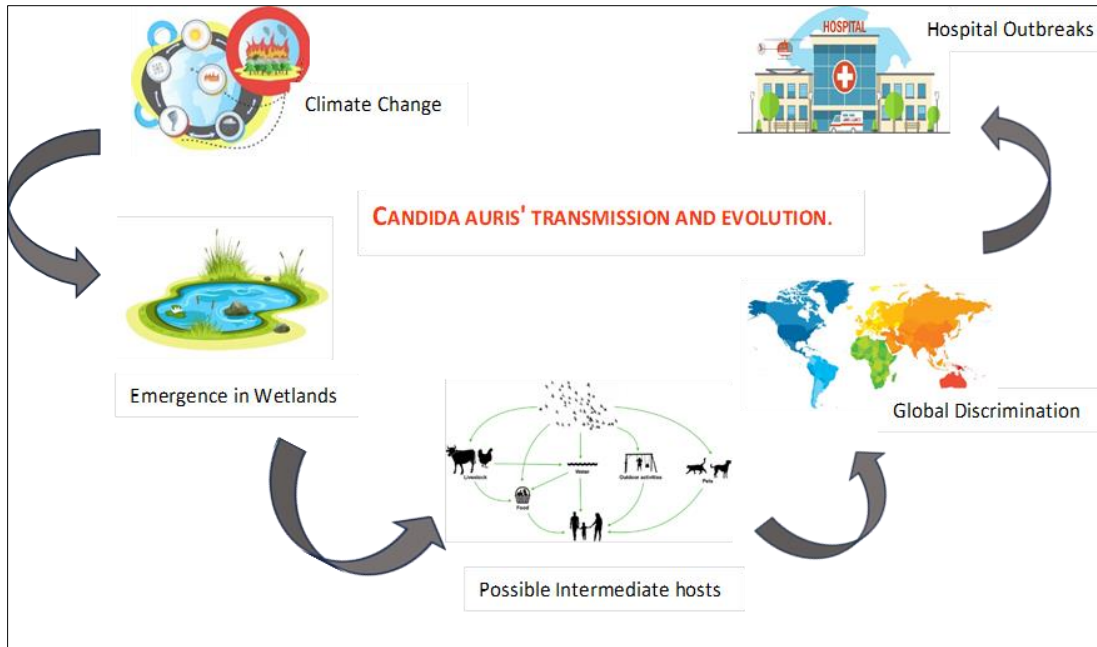 HOSPITAL
Hospital Outbreaks
Climate Change
CANDIDA AURIS' TRANSMISSION AND EVOLUTION.
Emergence in Wetlands
Global Discrimination
Livestock
Water
Outdoor activities
Pets
Food
Possible Intermediate hosts